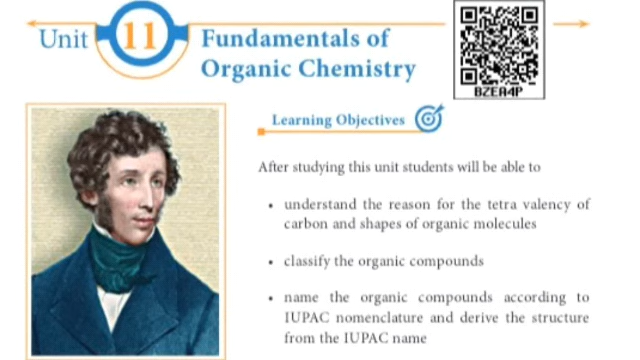 Unit 11 Fundamentals of
Organic Chemistry
BZEA4P
Learning Objectives
After studying this unit students will be able to
• understand the reason for the tetra valency of
carbon and shapes of organic molecules
• classify the organic compounds
• name the organic compounds according to
IUPAC nomenclature and derive the structure
from the IUPAC name